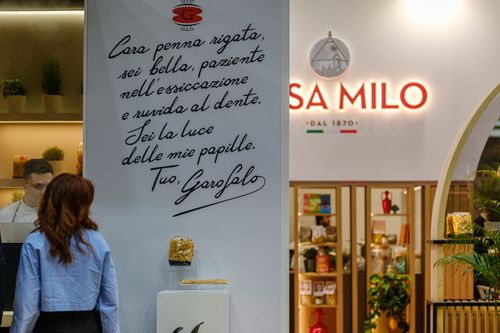 G
Cara penna rigata,
sei bella, paziente
nell'essiccazione
e ruvida al dente.
Sei la luce
delle mie papille.
Tuo, Garofalo
SA MILO
• DAL 1870 •